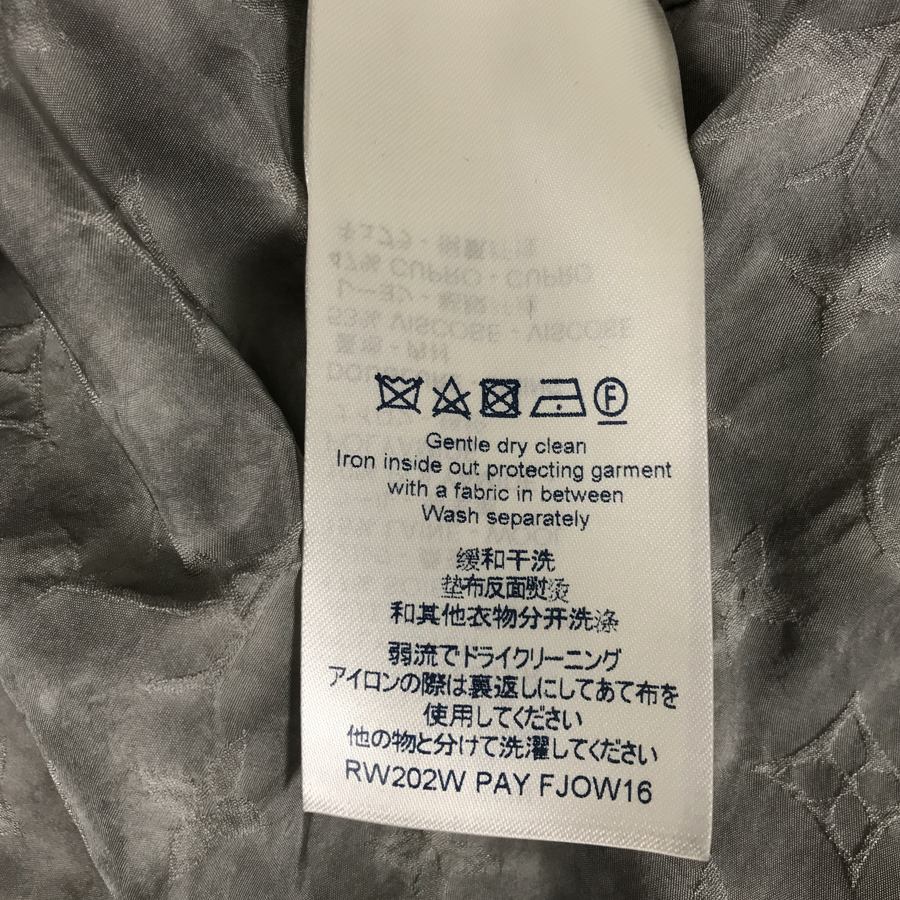 F
Gentle dry clean
Iron inside out protecting garment
with a fabric in between
Wash separately
缓和干洗
垫布反面熨烫
和其他衣物分开洗涤
弱流でドライクリーニング
アイロンの際は裏返しにしてあて布を
使用してください
他の物と分けて洗濯してください
RW202W PAY FJOW16